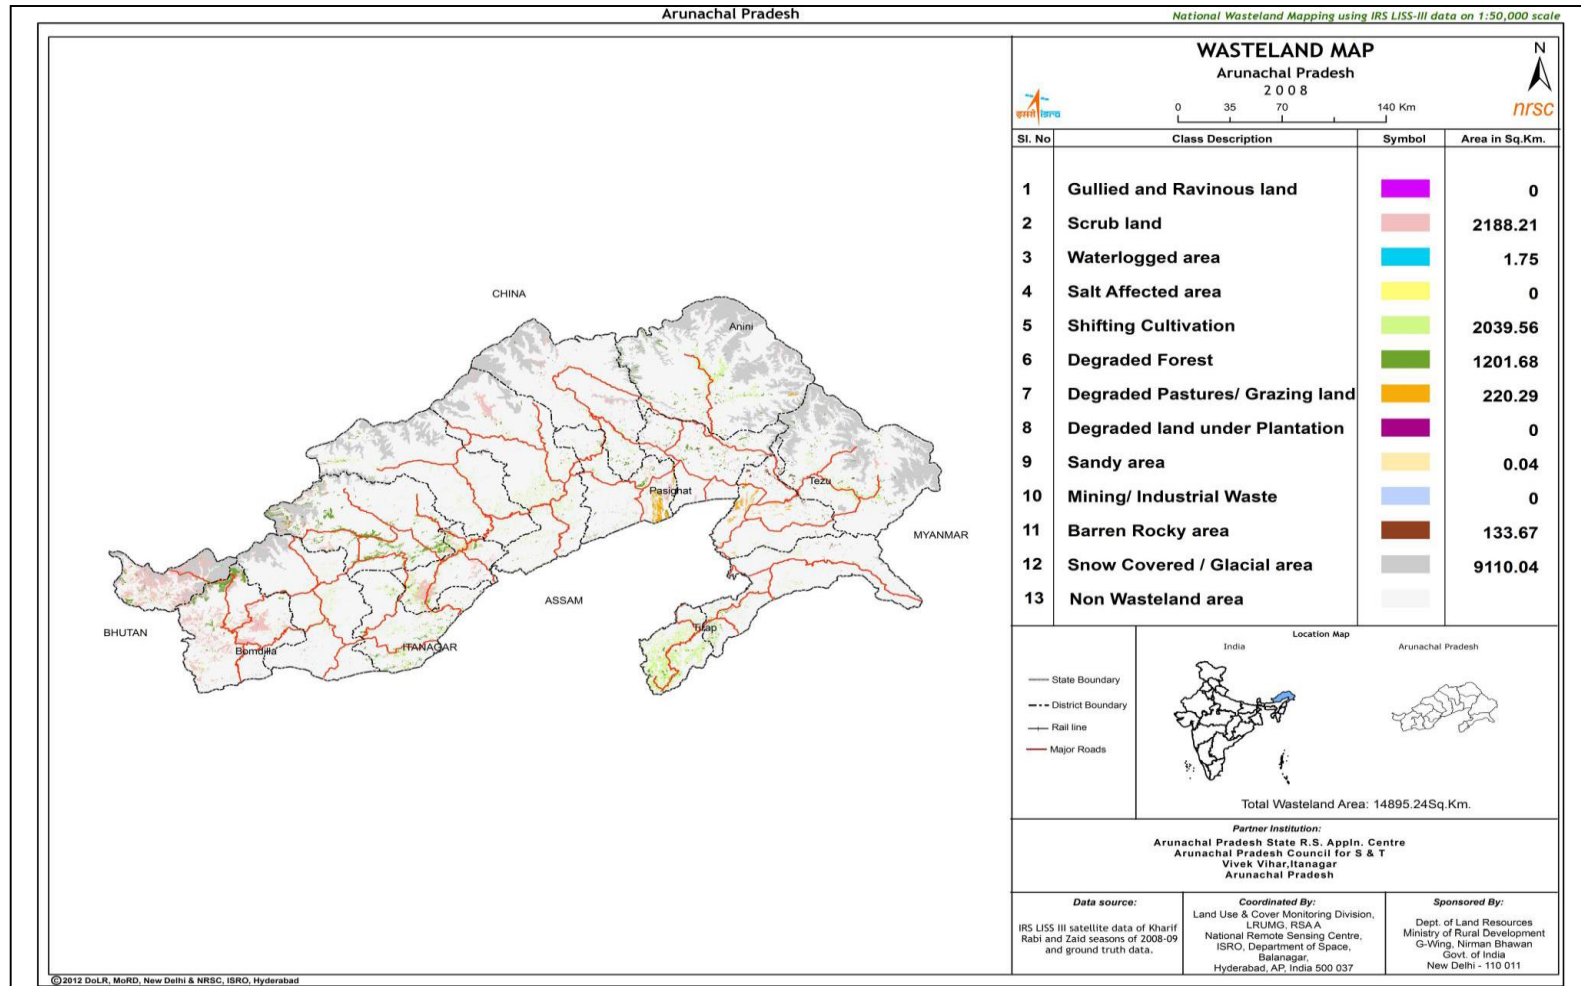 Arunachal Pradesh
National Wasteland Mapping using IRS LISS-III data on 1:50,000 scale
WASTELAND MAP
Arunachal Pradesh
2 0 0 8
N
0 35 70 140 Km
इसरो isro
nrsc
Sl. No Class Description Symbol Area in Sq.Km.
1 Gullied and Ravinous land 0
2 Scrub land 2188.21
3 Waterlogged area 1.75
4 Salt Affected area 0
5 Shifting Cultivation 2039.56
6 Degraded Forest 1201.68
7 Degraded Pastures/ Grazing land 220.29
8 Degraded land under Plantation 0
9 Sandy area 0.04
10 Mining/ Industrial Waste 0
11 Barren Rocky area 133.67
12 Snow Covered / Glacial area 9110.04
13 Non Wasteland area
CHINA
Anini
Tezu
Pasighat
MYANMAR
ASSAM
BHUTAN
Tirap
ITANAGAR
Bomdilla
Location Map
India
Arunachal Pradesh
State Boundary
District Boundary
Rail line
Major Roads
Total Wasteland Area: 14895.24Sq.Km.
Partner Institution:
Arunachal Pradesh State R.S. Appln. Centre
Arunachal Pradesh Council for S & T
Vivek Vihar,Itanagar
Arunachal Pradesh
Data source:
IRS LISS III satellite data of Kharif
Rabi and Zaid seasons of 2008-09
and ground truth data.
Coordinated By:
Land Use & Cover Monitoring Division,
LRUMG, RSAA
National Remote Sensing Centre,
ISRO, Department of Space,
Balanagar,
Hyderabad, AP, India 500 037
Sponsored By:
Dept. of Land Resources
Ministry of Rural Development
G-Wing, Nirman Bhawan
Govt. of India
New Delhi - 110 011
©2012 DoLR, MoRD, New Delhi & NRSC, ISRO, Hyderabad